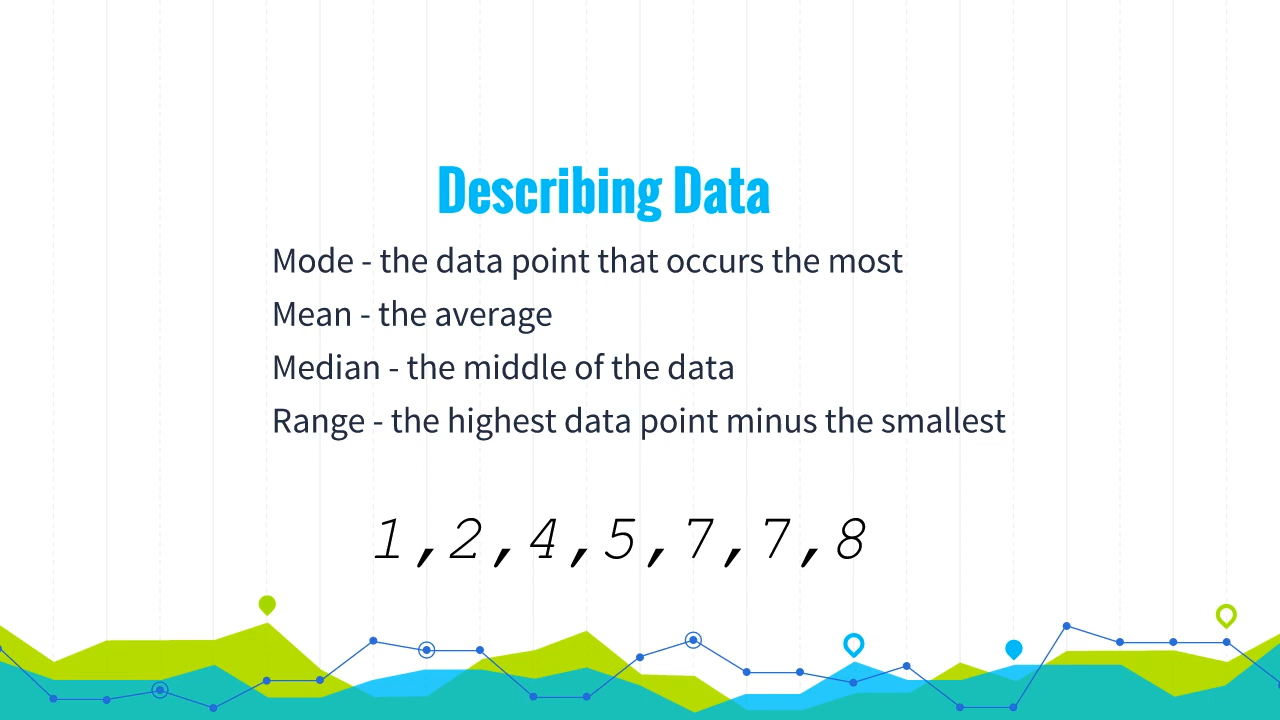 Describing Data
Mode - the data point that occurs the most
Mean - the average
Median - the middle of the data
Range - the highest data point minus the smallest
1,2,4,5,7,7,8